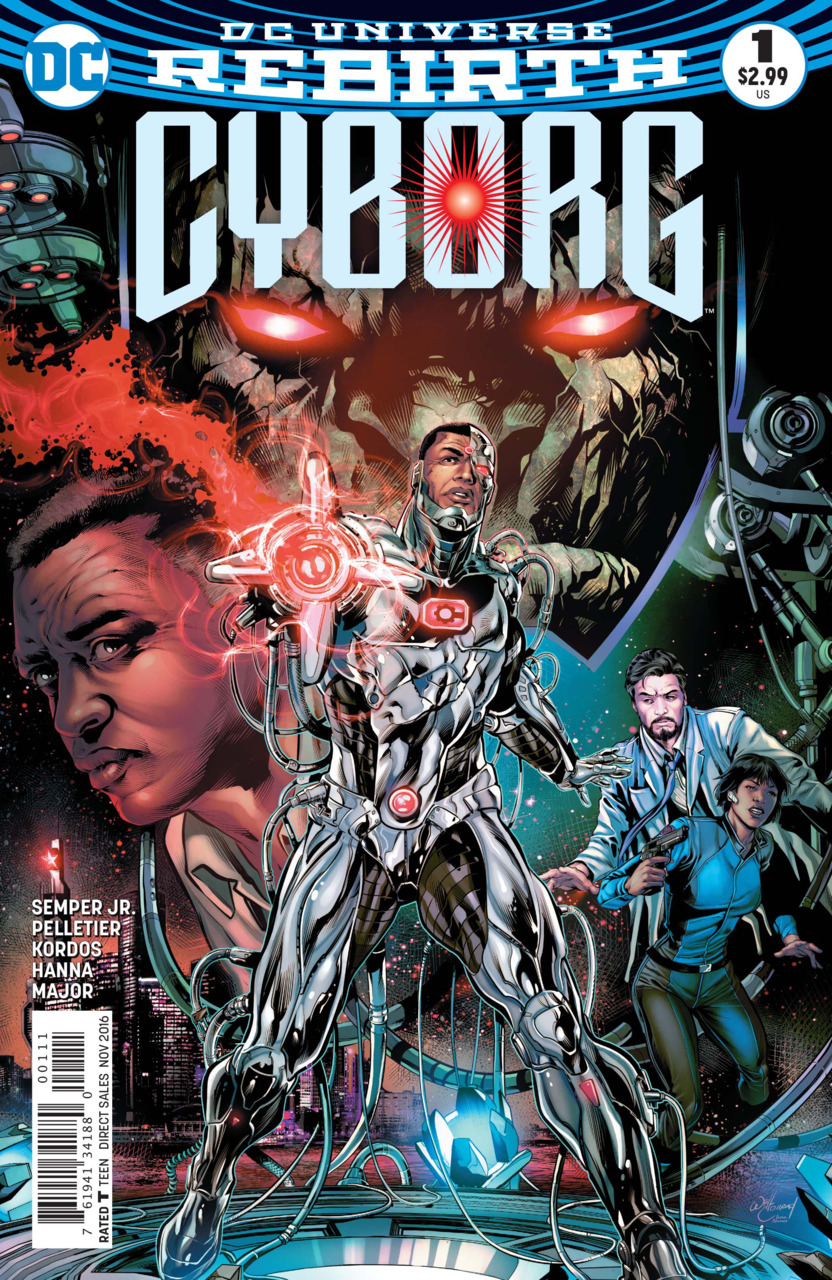 DC UNIVERSE
REBIRTH
DC
1
$2.99
US
CYBORG
™
SEMPER JR.
PELLETIER
KORDOS
HANNA
MAJOR
00111
7 61941 34188 0
RATED T TEEN DIRECT SALES NOV 2016